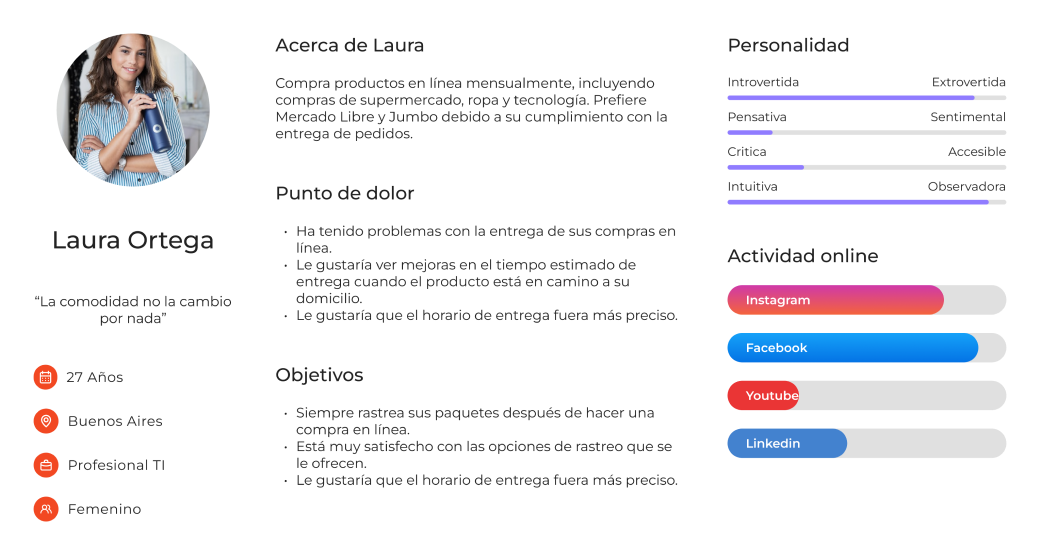 Laura Ortega
“La comodidad no la cambio
por nada”
27 Años
Buenos Aires
Profesional TI
Femenino
Acerca de Laura
Compra productos en línea mensualmente, incluyendo
compras de supermercado, ropa y tecnología. Prefiere
Mercado Libre y Jumbo debido a su cumplimiento con la
entrega de pedidos.
Punto de dolor
• Ha tenido problemas con la entrega de sus compras en
línea.
• Le gustaría ver mejoras en el tiempo estimado de
entrega cuando el producto está en camino a su
domicilio.
• Le gustaría que el horario de entrega fuera más preciso.
Objetivos
• Siempre rastrea sus paquetes después de hacer una
compra en línea.
• Está muy satisfecho con las opciones de rastreo que se
le ofrecen.
• Le gustaría que el horario de entrega fuera más preciso.
Personalidad
Introvertida Extrovertida
Pensativa Sentimental
Critica Accesible
Intuitiva Observadora
Actividad online
Instagram
Facebook
Youtube
Linkedin